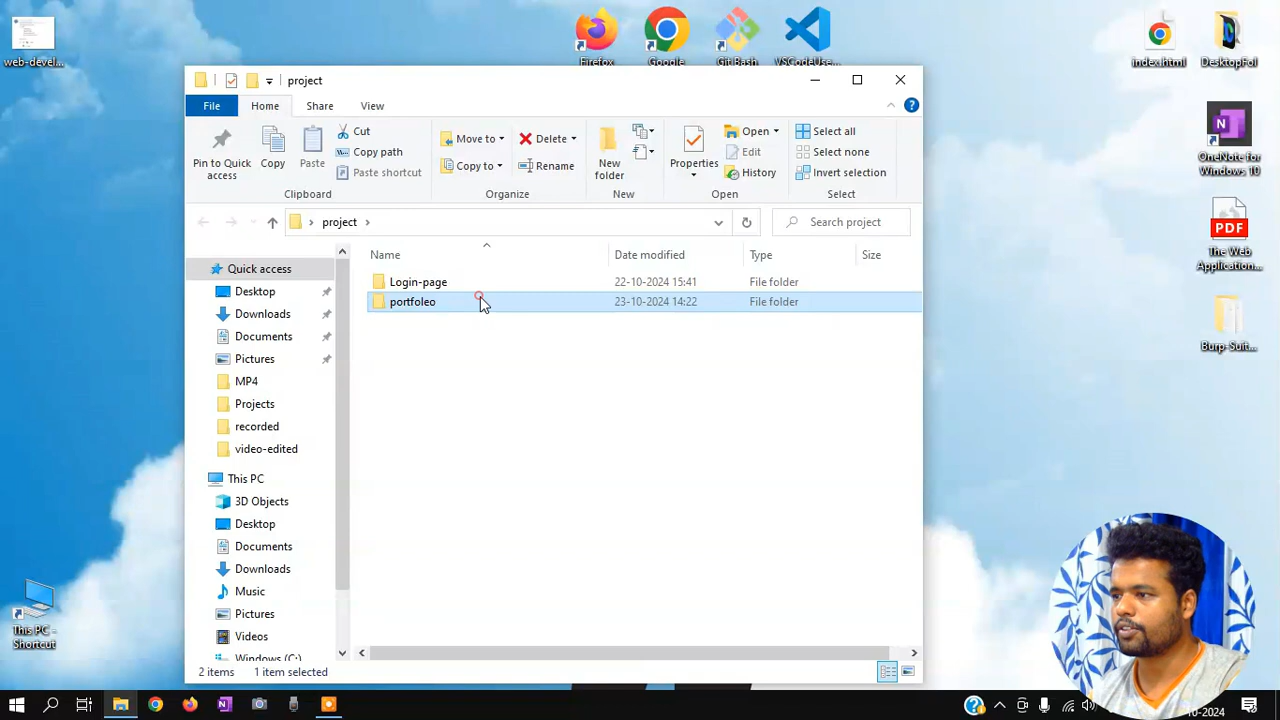 web-devel...
Firefox
Google
Git Bash
VSCodeUse...
index.html
DesktopFol
project
File
Home
Share
View
Pin to Quick access
Copy
Paste
Cut
Copy path
Paste shortcut
Clipboard
Move to
Copy to
Delete
Rename
Organize
New folder
New
Properties
Open
Edit
History
Open
Select all
Select none
Invert selection
Select
OneNote for Windows 10
project
Search project
Name
Date modified
Type
Size
Login-page
22-10-2024 15:41
File folder
portfoleo
23-10-2024 14:22
File folder
PDF
The Web Application...
Burp-Suit...
Quick access
Desktop
Downloads
Documents
Pictures
MP4
Projects
recorded
video-edited
This PC
3D Objects
Desktop
Documents
Downloads
Music
Pictures
Videos
Windows (C:)
This PC - Shortcut
2 items
1 item selected
-10-2024